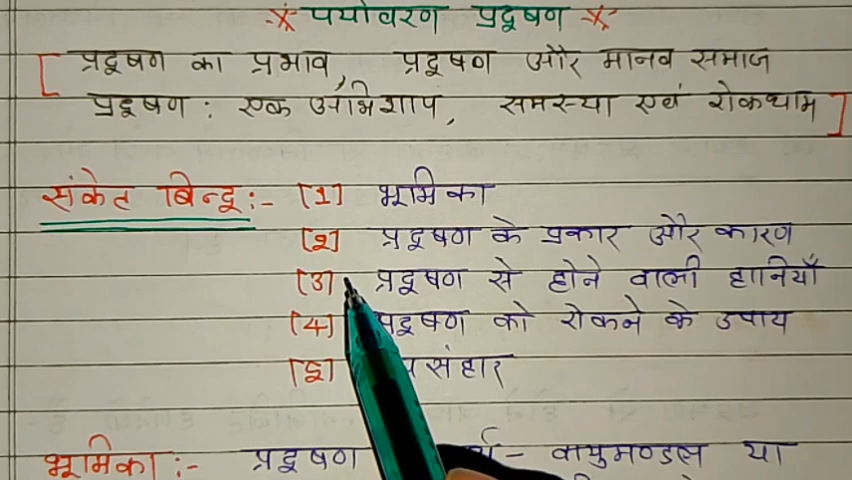 पर्यावरण प्रदूषण
[ प्रदूषण का प्रभाव, प्रदूषण और मानव समाज
प्रदूषण : एक अभिशाप, समस्या एवं रोकथाम ]
संकेत बिन्दू :- [1] भूमिका
[2] प्रदूषण के प्रकार और कारण
[3] प्रदूषण से होने वाली हानियाँ
[4] प्रदूषण को रोकने के उपाय
[5] संहार
भूमिका :- प्रदूषण - वायुमण्डल या